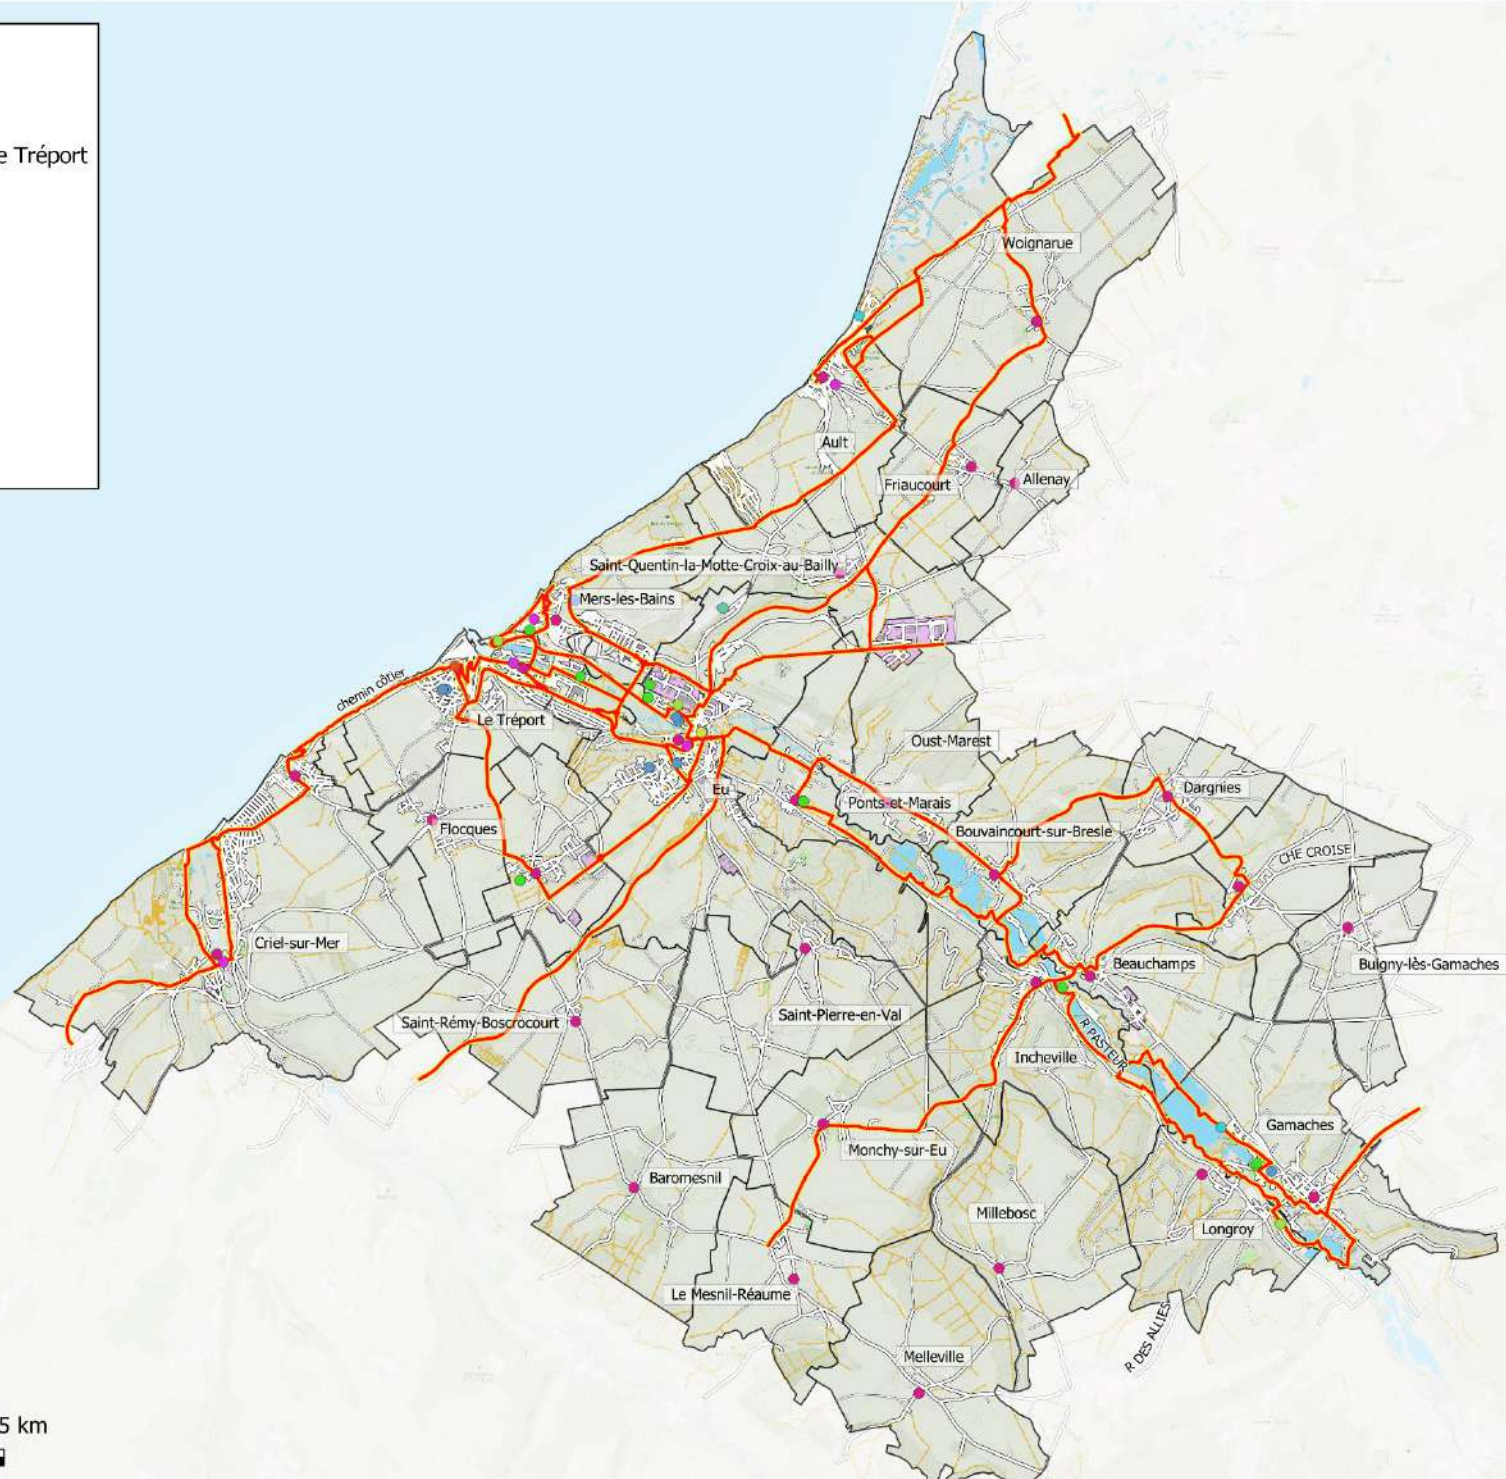 e Tréport
Woignarue
Ault
Friaucourt
Allenay
Saint-Quentin-la-Motte-Croix-au-Bailly
Mers-les-Bains
chemin côtier
Le Tréport
Oust-Marest
Eu
Ponts-et-Marais
Dargnies
Flocques
Bouvaincourt-sur-Bresle
CHE CROISE
Criel-sur-Mer
Beauchamps
Buigny-lès-Gamaches
Saint-Rémy-Boscrocourt
Saint-Pierre-en-Val
R PASTEUR
Incheville
Gamaches
Monchy-sur-Eu
Baromesnil
Millebosc
Longroy
Le Mesnil-Réaume
R DES ALLIES
Melleville
5 km